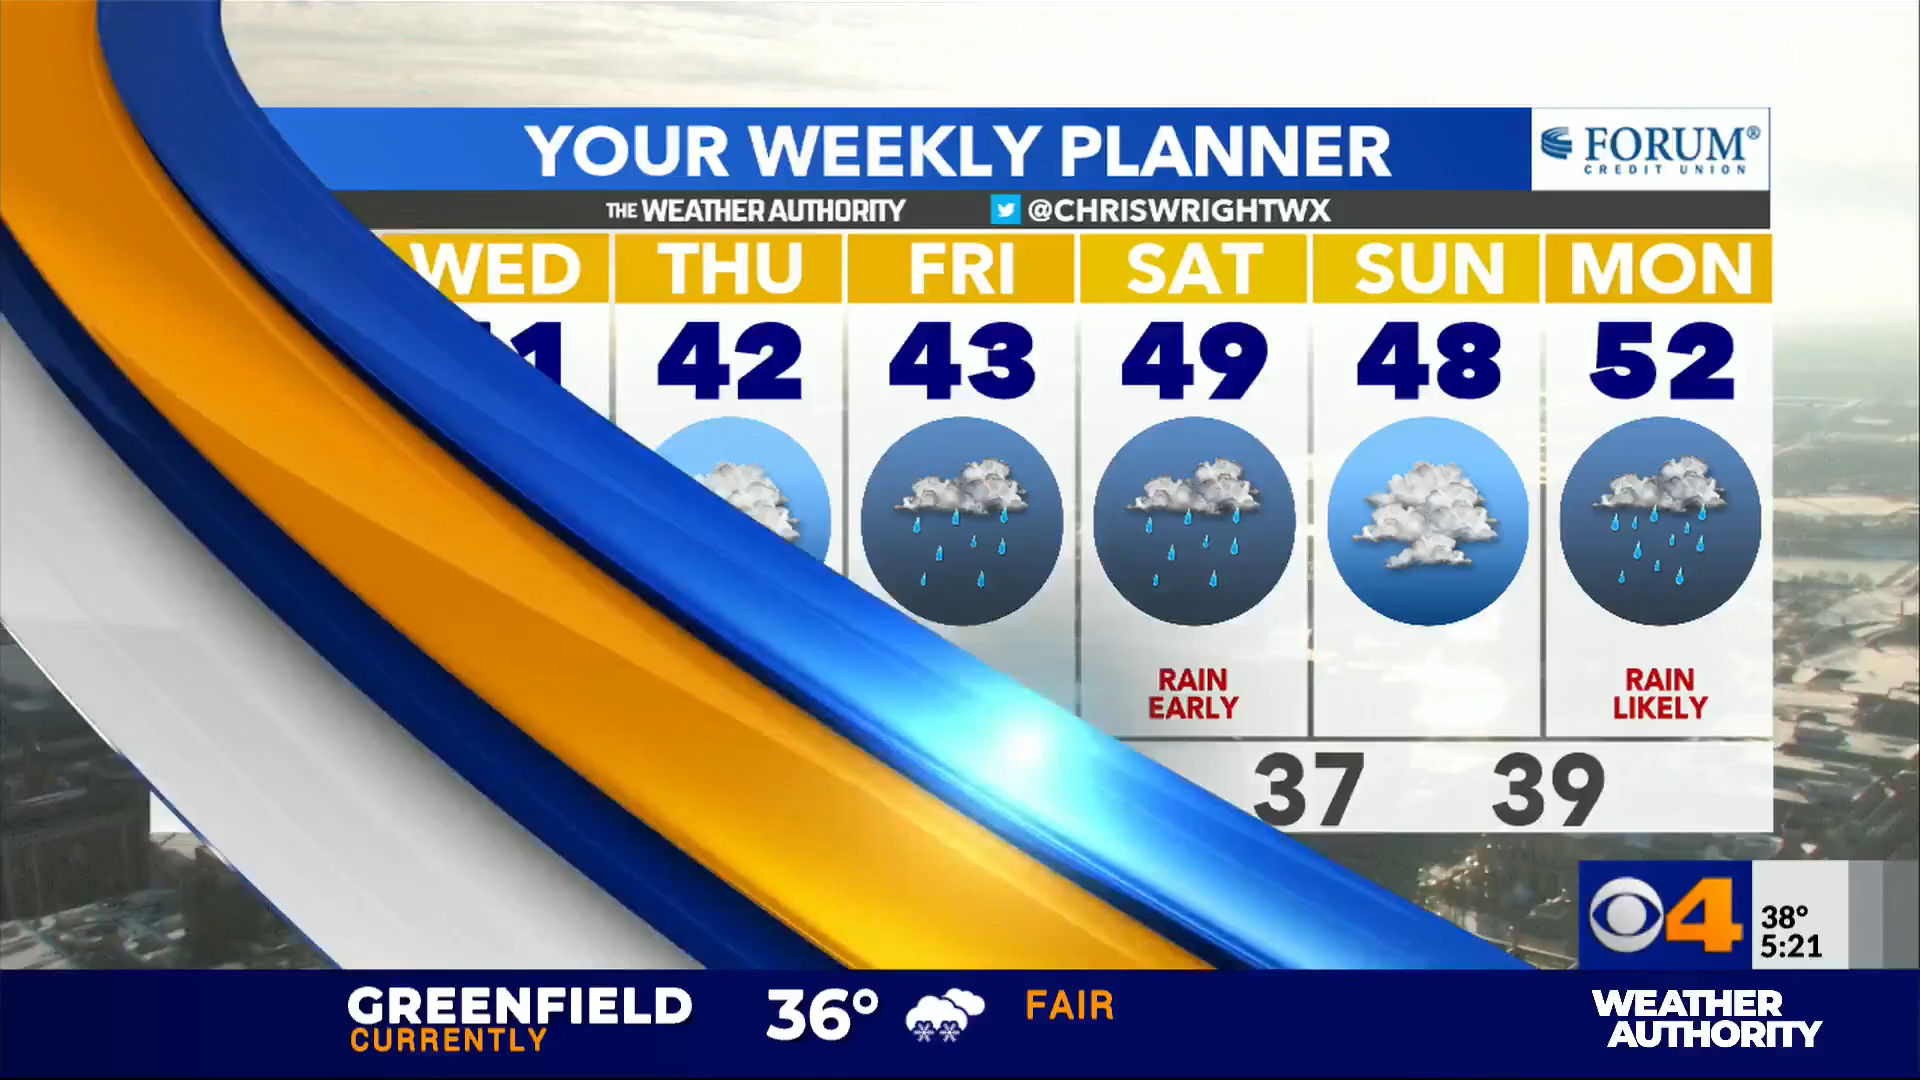 YOUR WEEKLY PLANNER
FORUM®
CREDIT UNION
THE WEATHER AUTHORITY @CHRISWRIGHTWX
WED THU FRI SAT SUN MON
42 43 49 48 52
RAIN EARLY
RAIN LIKELY
37 39
4
38°
5:21
GREENFIELD
CURRENTLY
36°
FAIR
WEATHER
AUTHORITY